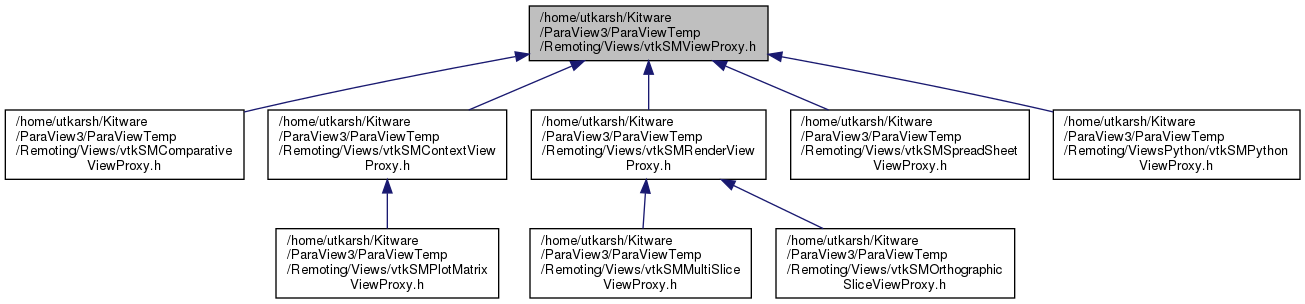 /home/utkarsh/Kitware
/ParaView3/ParaViewTemp
/Remoting/Views/vtkSMViewProxy.h
/home/utkarsh/Kitware
/ParaView3/ParaViewTemp
/Remoting/Views/vtkSMComparative
ViewProxy.h
/home/utkarsh/Kitware
/ParaView3/ParaViewTemp
/Remoting/Views/vtkSMContextView
Proxy.h
/home/utkarsh/Kitware
/ParaView3/ParaViewTemp
/Remoting/Views/vtkSMRenderView
Proxy.h
/home/utkarsh/Kitware
/ParaView3/ParaViewTemp
/Remoting/Views/vtkSMSpreadSheet
ViewProxy.h
/home/utkarsh/Kitware
/ParaView3/ParaViewTemp
/Remoting/ViewsPython/vtkSMPython
ViewProxy.h
/home/utkarsh/Kitware
/ParaView3/ParaViewTemp
/Remoting/Views/vtkSMPlotMatrix
ViewProxy.h
/home/utkarsh/Kitware
/ParaView3/ParaViewTemp
/Remoting/Views/vtkSMMultiSlice
ViewProxy.h
/home/utkarsh/Kitware
/ParaView3/ParaViewTemp
/Remoting/Views/vtkSMOrthographic
SliceViewProxy.h